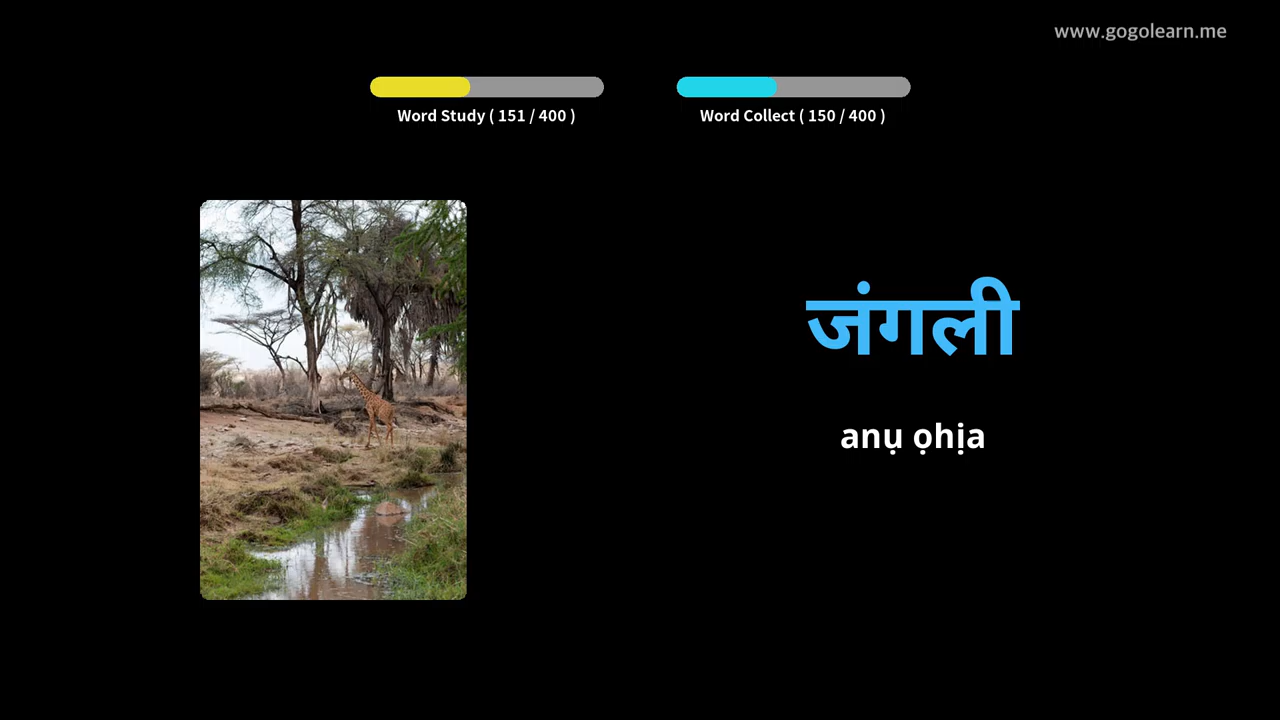 www.gogolearn.me
Word Study ( 151 / 400 )
Word Collect ( 150 / 400 )
जंगली
anụ ọhịa